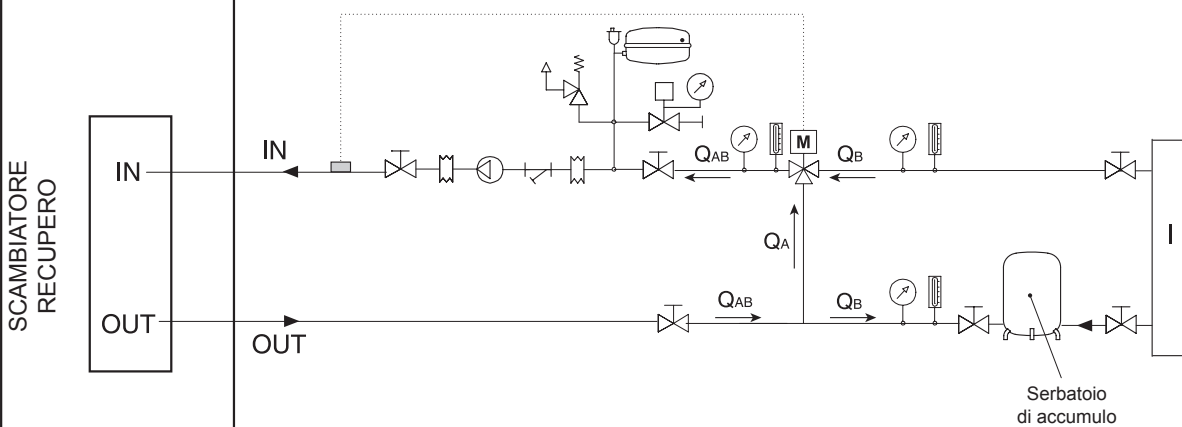 SCAMBIATORE
RECUPERO
IN
OUT
IN
OUT
M
QAB
QB
QA
QAB
QB
I
Serbatoio
di accumulo